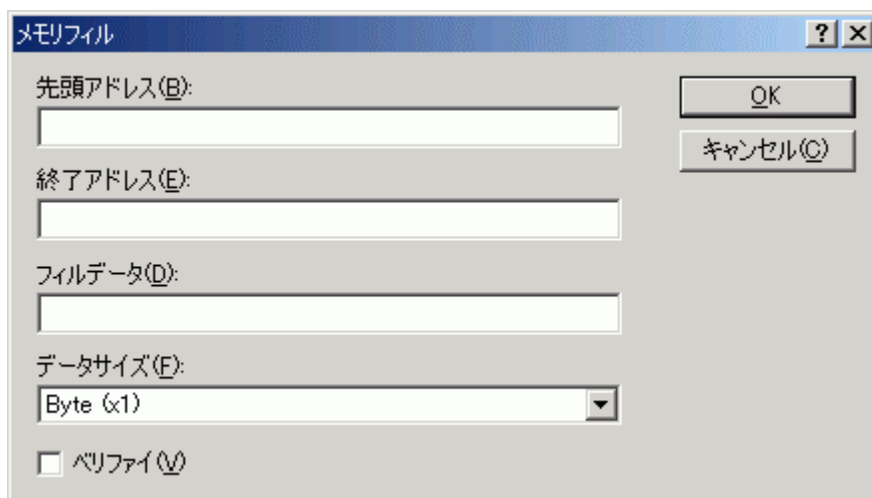 メモリフィル
先頭アドレス(B):
OK
キャンセル(C)
終了アドレス(E):
フィルデータ(D):
データサイズ(F):
Byte (x1)
ベリファイ(V)